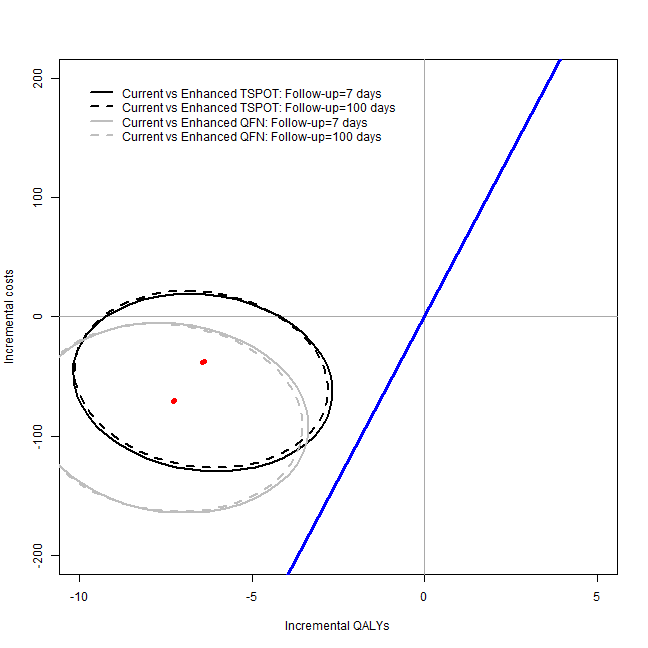 Current vs Enhanced TSPOT: Follow-up=7 days
Current vs Enhanced TSPOT: Follow-up=100 days
Current vs Enhanced QFN: Follow-up=7 days
Current vs Enhanced QFN: Follow-up=100 days
Incremental costs
200
100
0
-100
-200
-10
-5
0
5
Incremental QALYs